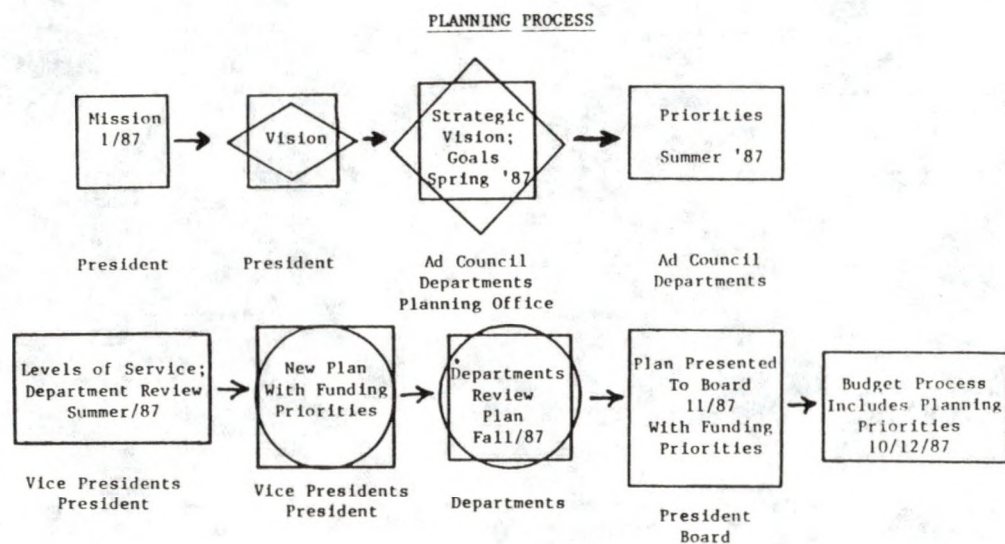 PLANNING PROCESS
Mission
1/87
Vision
Strategic
Vision;
Goals
Spring '87
Priorities
Summer '87
President
President
Ad Council
Departments
Planning Office
Ad Council
Departments
Levels of Service;
Department Review
Summer/87
New Plan
With Funding
Priorities
Departments
Review
Plan
Fall/87
Plan Presented
To Board
11/87
With Funding
Priorities
Budget Process
Includes Planning
Priorities
10/12/87
Vice Presidents
President
Vice Presidents
President
Departments
President
Board